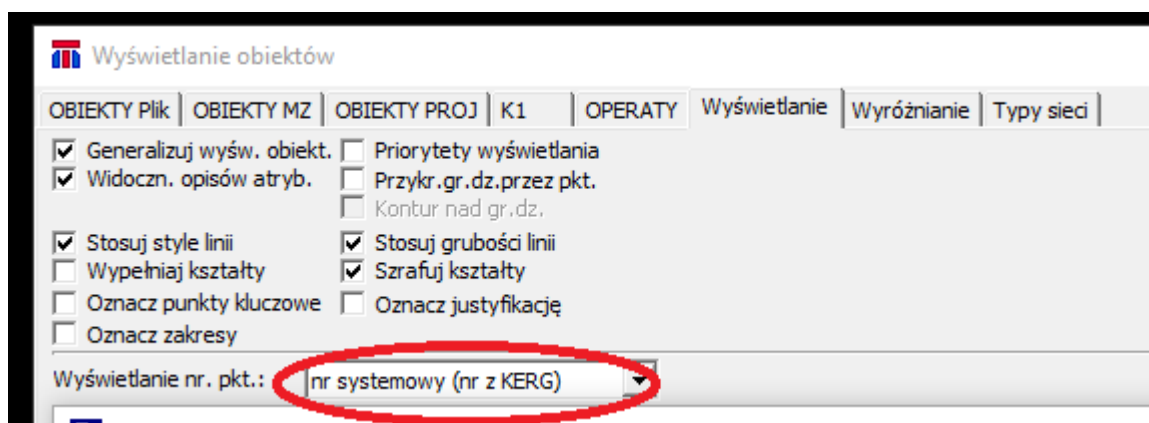 Wyświetlanie obiektów
OBIEKTY Plik OBIEKTY MZ OBIEKTY PROJ K1 OPERATY Wyświetlanie Wyróżnianie Typy sieci
Generalizuj wyśw. obiekt. Priorytety wyświetlania
Widoczn. opisów atryb. Przykr.gr.dz.przez pkt.
Kontur nad gr.dz.
Stosuj style linii Stosuj grubości linii
Wypełniaj kształty Szrafuj kształty
Oznacz punkty kluczowe Oznacz justyfikację
Oznacz zakresy
Wyświetlanie nr. pkt.: nr systemowy (nr z KERG)